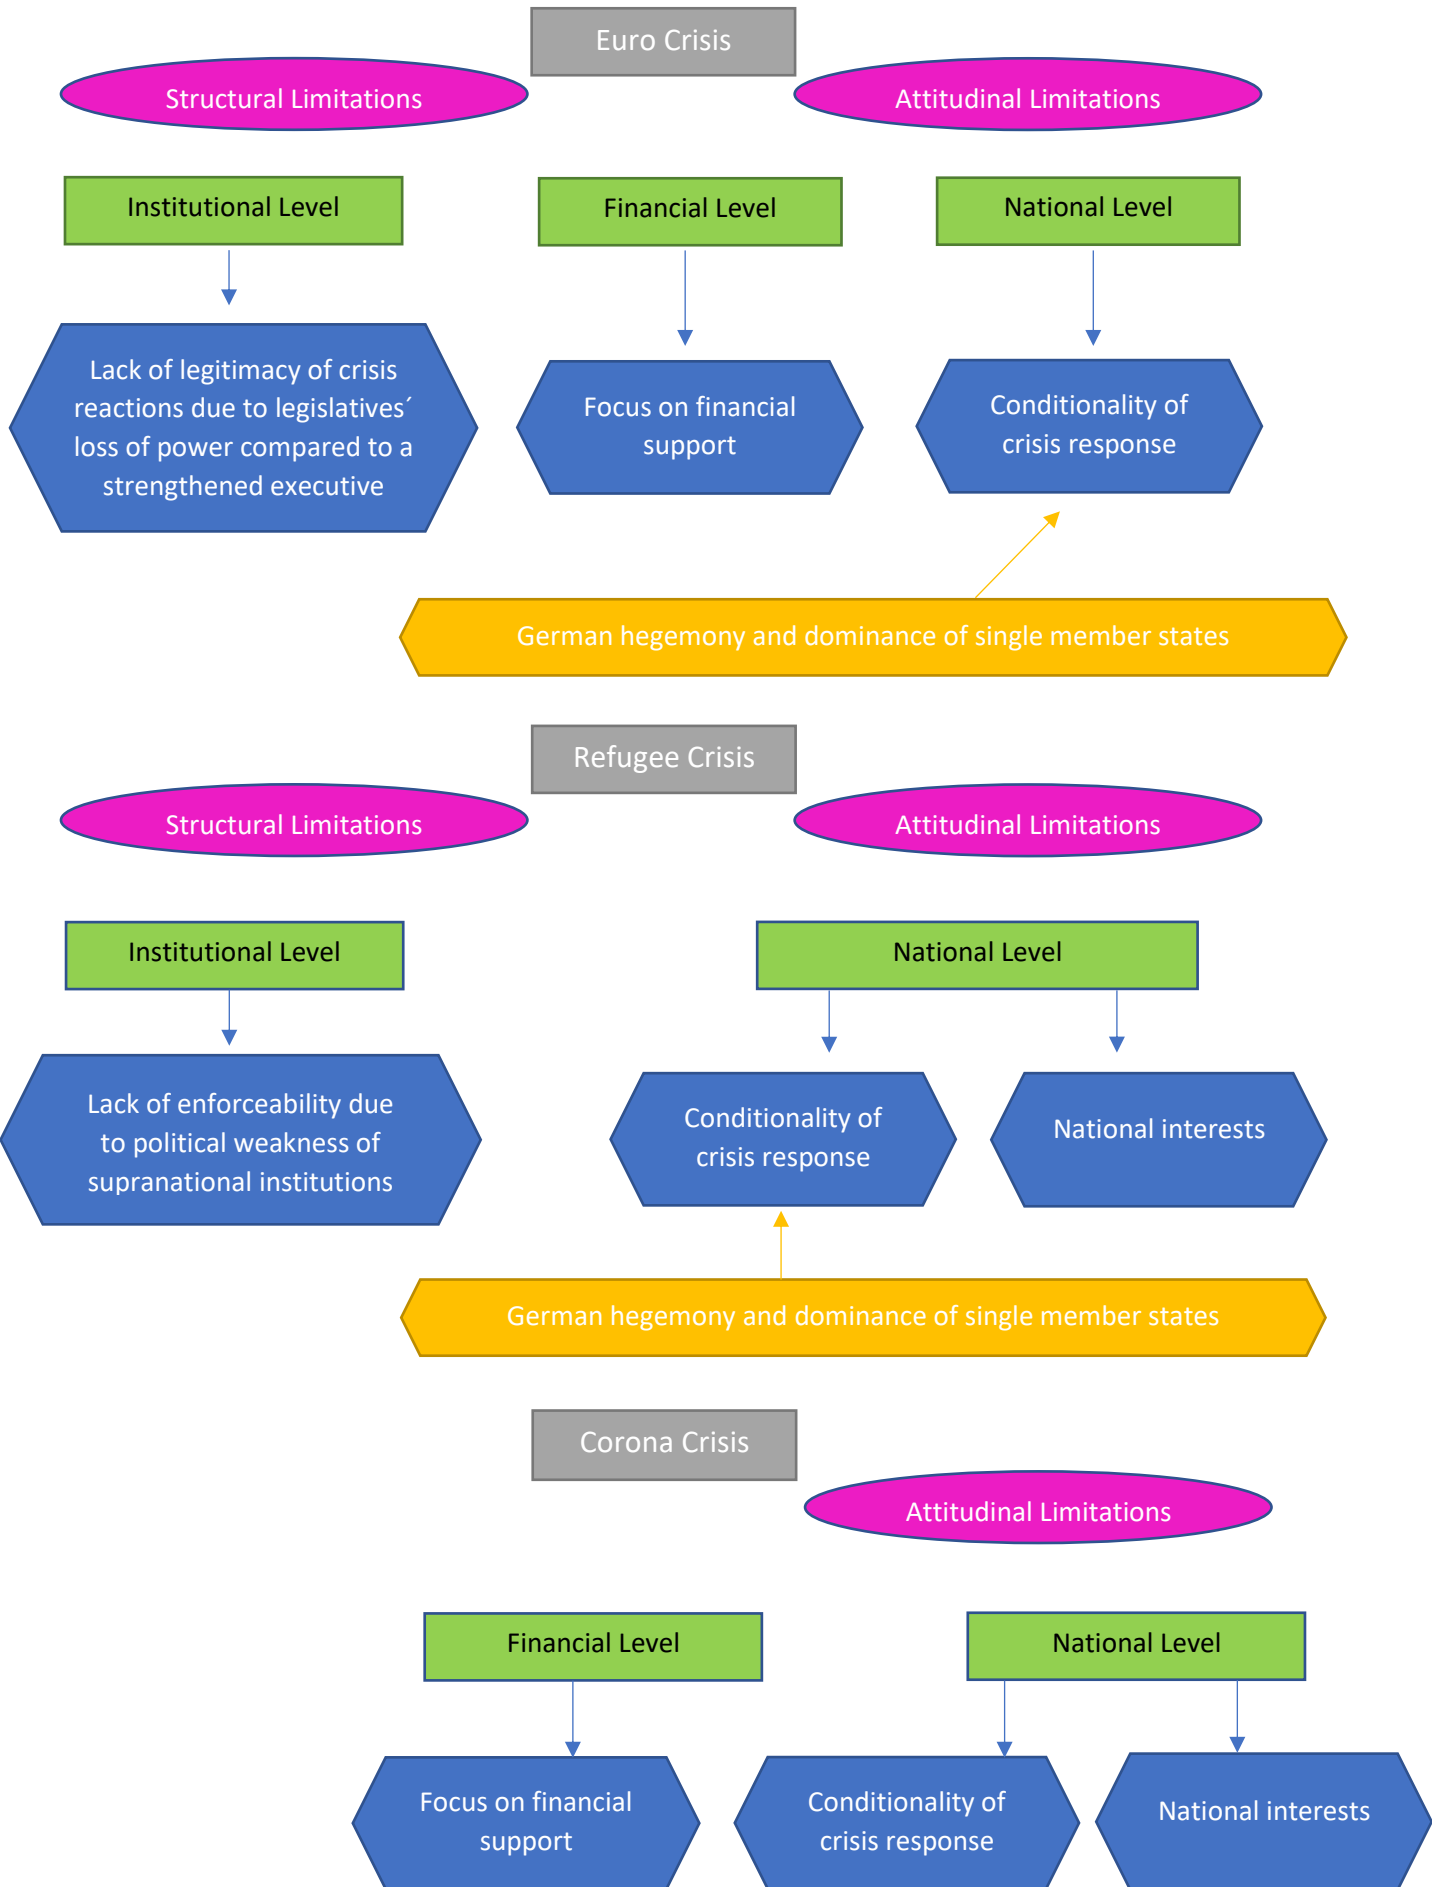 Euro Crisis
Structural Limitations
Attitudinal Limitations
Institutional Level
Financial Level
National Level
Lack of legitimacy of crisis
reactions due to legislatives´
loss of power compared to a
strengthened executive
Focus on financial
support
Conditionality of
crisis response
German hegemony and dominance of single member states
Refugee Crisis
Structural Limitations
Attitudinal Limitations
Institutional Level
National Level
Lack of enforceability due
to political weakness of
supranational institutions
Conditionality of
crisis response
National interests
German hegemony and dominance of single member states
Corona Crisis
Attitudinal Limitations
Financial Level
National Level
Focus on financial
support
Conditionality of
crisis response
National interests